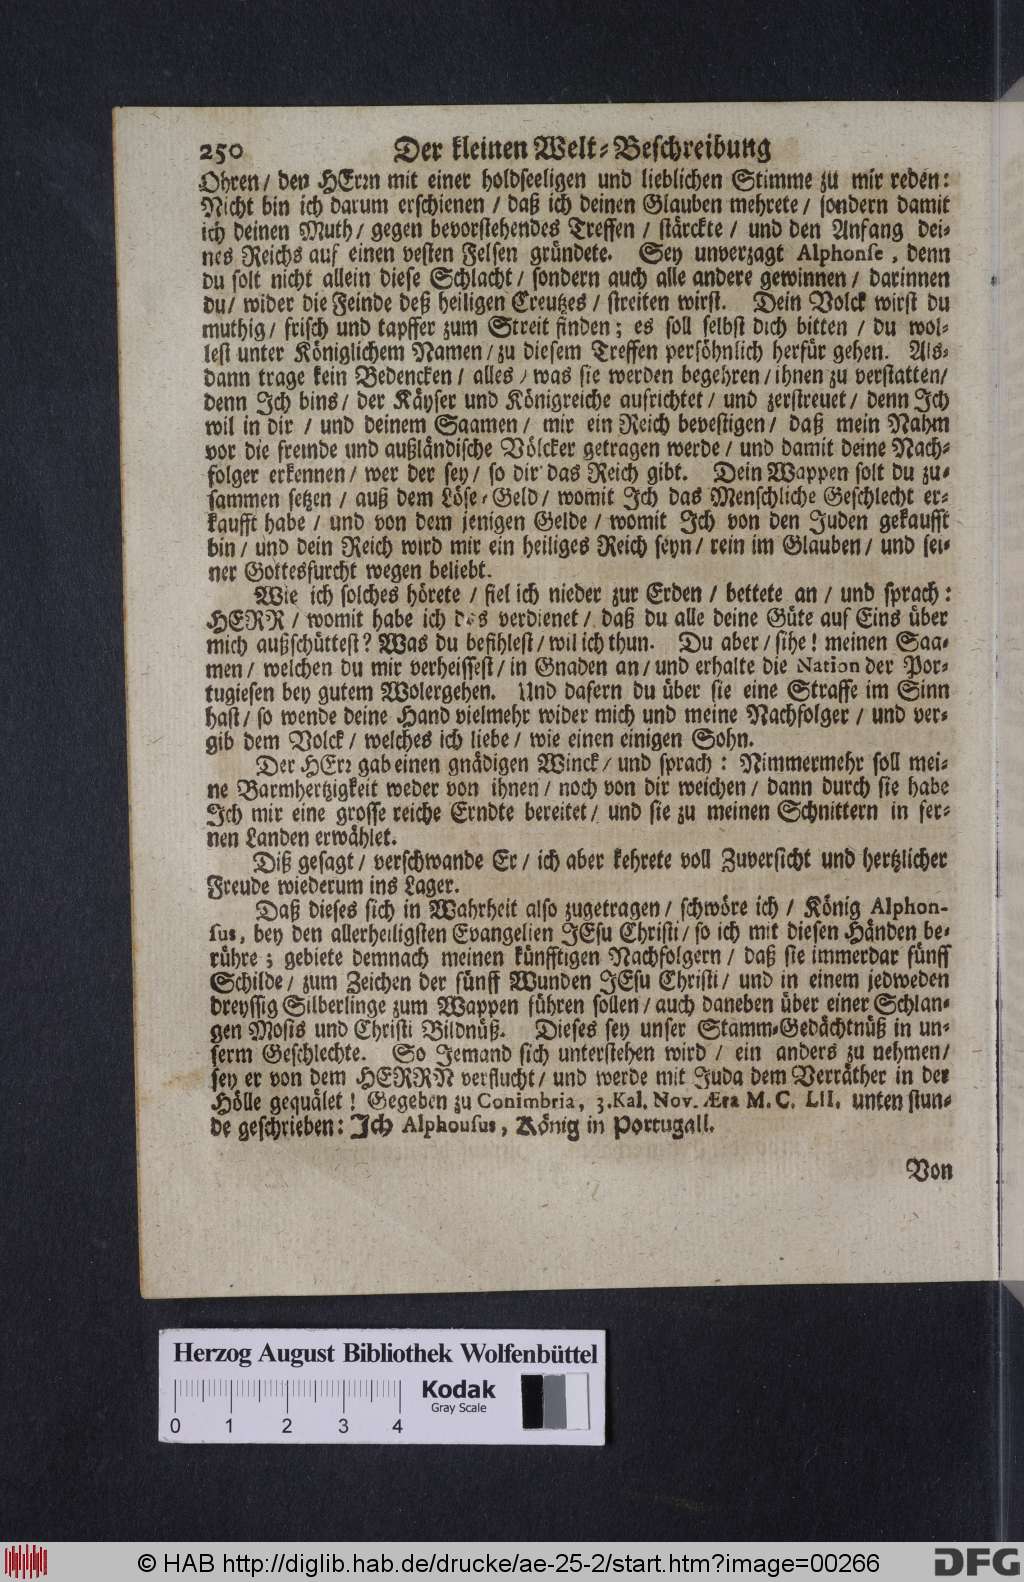 250 Der kleinen Welt-Beschreibung
Ohren / den HErrn mit einer holdseeligen und lieblichen Stimme zu mir reden:
Nicht bin ich darum erschienen / daß ich deinen Glauben mehrete / sondern damit
ich deinen Muth / gegen bevorstehendes Treffen / stärckte / und den Anfang dei-
nes Reichs auf einen vesten Felsen gründete. Sey unverzagt Alphonse, denn
du solt nicht allein diese Schlacht / sondern auch alle andere gewinnen / darinnen
du / wider die Feinde deß heiligen Creutzes / streiten wirst. Dein Volck wirst du
muthig / frisch und tapffer zum Streit finden; es soll selbst dich bitten / du wol-
lest unter Königlichem Namen / zu diesem Treffen persöhnlich herfür gehen. Als-
dann trage kein Bedencken / alles / was sie werden begehren / ihnen zu verstatten /
denn Ich bins / der Käyser und Königreiche aufrichtet / und zerstreuet / denn Ich
wil in dir / und deinem Saamen / mir ein Reich bevestigen / daß mein Nahm
vor die fremde und außländische Völcker getragen werde / und damit deine Nach-
folger erkennen / wer der sey / so dir das Reich gibt. Dein Wappen solt du zu-
sammen setzen / auß dem Löse-Geld / womit Ich das Menschliche Geschlecht er-
kaufft habe / und von dem jenigen Gelde / womit Ich von den Juden gekaufft
bin / und dein Reich wird mir ein heiliges Reich seyn / rein im Glauben / und sei-
ner Gottesfurcht wegen beliebt.
Wie ich solches hörete / fiel ich nieder zur Erden / bettete an / und sprach:
HERR / womit habe ich das verdienet / daß du alle deine Güte auf Eins über
mich außschüttest? Was du befihlest / wil ich thun. Du aber / sihe! meinen Saa-
men / welchen du mir verheissest / in Gnaden an / und erhalte die Nation der Por-
tugiesen bey gutem Wolergehen. Und dafern du über sie eine Straffe im Sinn
hast / so wende deine Hand vielmehr wider mich und meine Nachfolger / und ver-
gib dem Volck / welches ich liebe / wie einen einigen Sohn.
Der HErr gab einen gnädigen Winck / und sprach: Nimmermehr soll mei-
ne Barmhertzigkeit weder von ihnen / noch von dir weichen / dann durch sie habe
Ich mir eine grosse reiche Erndte bereitet / und sie zu meinen Schnittern in fer-
nen Landen erwählet.
Diß gesagt / verschwande Er / ich aber kehrete voll Zuversicht und hertzlicher
Freude wiederum ins Lager.
Daß dieses sich in Wahrheit also zugetragen / schwöre ich / König Alphon-
sus, bey den allerheiligsten Evangelien JEsu Christi / so ich mit diesen Händen be-
rühre; gebiete demnach meinen künfftigen Nachfolgern / daß sie immerdar fünff
Schilde / zum Zeichen der fünff Wunden JEsu Christi / und in einem jedweden
dreyssig Silberlinge zum Wappen führen sollen / auch daneben über einer Schlan-
gen Mosis und Christi Bildnüß. Dieses sey unser Stamm-Gedächtnüß in un-
serm Geschlechte. So Jemand sich unterstehen wird / ein anders zu nehmen /
sey er von dem HERRN verflucht / und werde mit Juda dem Verräther in der
Hölle gequälet! Gegeben zu Conimbria, 3. Kal. Nov. Æra M. C. LII. unten stun-
de geschrieben: Ich Alphousus, König in Portugall.
Von
Herzog August Bibliothek Wolfenbüttel
Kodak
Gray Scale
0 1 2 3 4
© HAB http://diglib.hab.de/drucke/ae-25-2/start.htm?image=00266
DFG